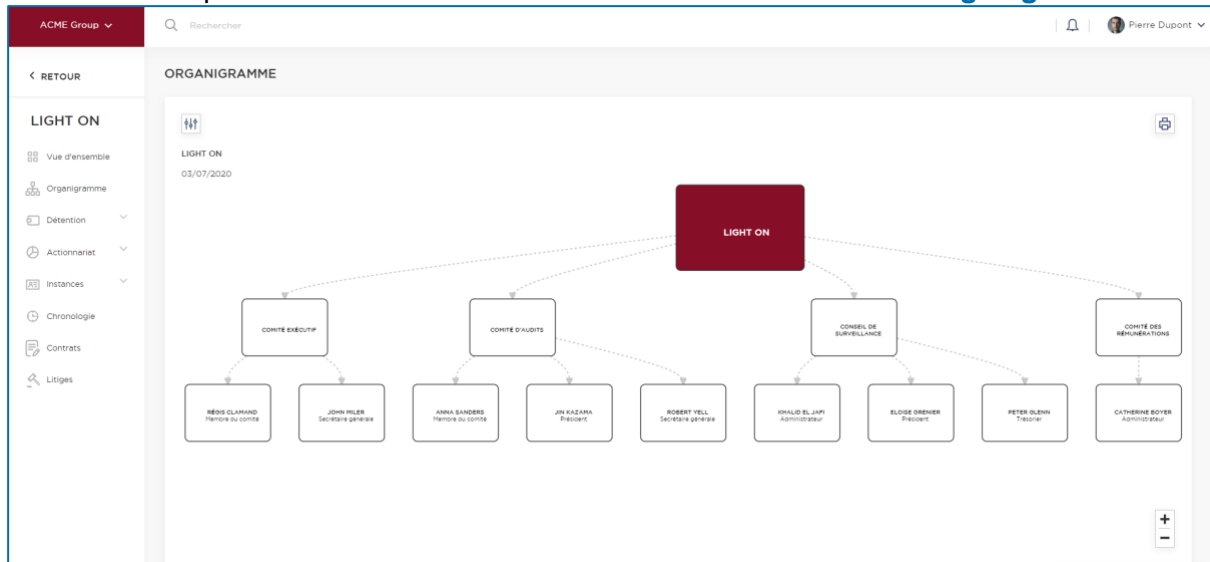 ACME Group
Rechercher
Pierre Dupont
< RETOUR
ORGANIGRAMME
LIGHT ON
Vue d'ensemble
Organigramme
Détention
Actionnariat
Instances
Chronologie
Contrats
Litiges
LIGHT ON
03/07/2020
LIGHT ON
COMITÉ EXÉCUTIF
COMITÉ D'AUDITS
CONSEIL DE
SURVEILLANCE
COMITÉ DES
RÉMUNÉRATIONS
RÉGIS CLAMAND
Membre du comité
JOHN MILER
Secrétaire générale
ANNA SANDERS
Membre du comité
JIN KAZAMA
Président
ROBERT YELL
Secrétaire générale
KHALID EL JAPI
Administrateur
ELOISE GRENIER
Président
PETER GLENN
Trésorier
CATHERINE BOYER
Administrateur
+
−